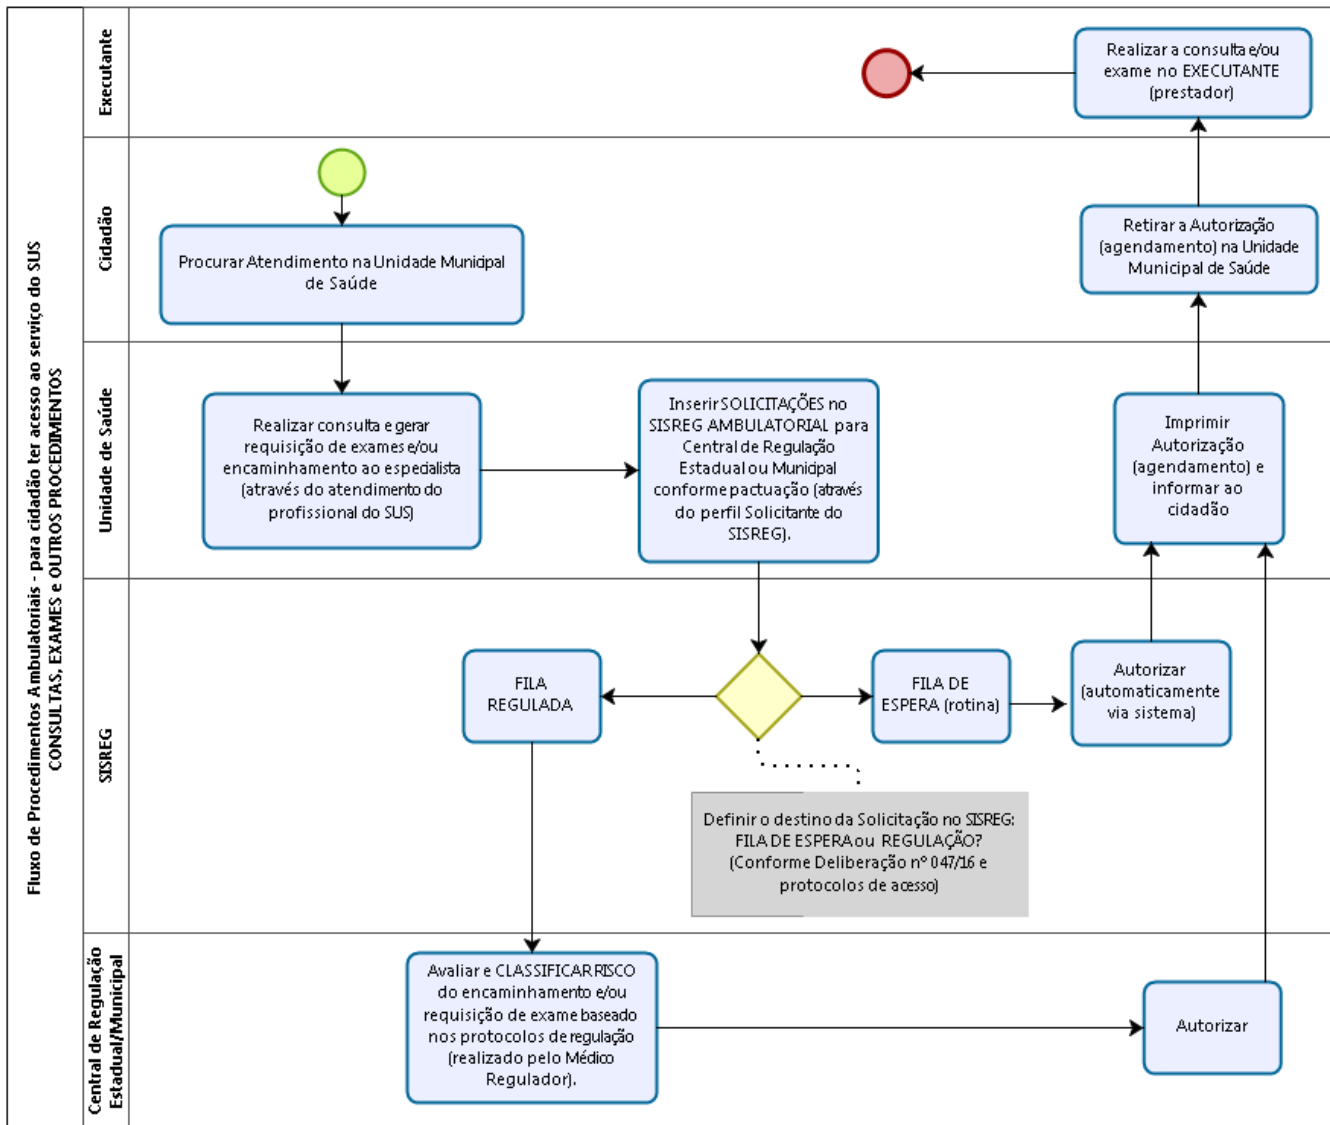 Fluxo de Procedimentos Ambulatoriais - para cidadão ter acesso ao serviço do SUS
CONSULTAS, EXAMES e OUTROS PROCEDIMENTOS
Executante
Realizar a consulta e/ou
exame no EXECUTANTE
(prestador)
Cidadão
Procurar Atendimento na Unidade Municipal
de Saúde
Retirar a Autorização
(agendamento) na Unidade
Municipal de Saúde
Unidade de Saúde
Realizar consulta e gerar
requisição de exames e/ou
encaminhamento ao especialista
(através do atendimento do
profissional do SUS)
Inserir SOLICITAÇÕES no
SISREG AMBULATORIAL para
Central de Regulação
Estadual ou Municipal
conforme pactuação (através
do perfil Solicitante do
SISREG).
Imprimir
Autorização
(agendamento) e
informar ao
cidadão
SISREG
FILA
REGULADA
FILA DE
ESPERA (rotina)
Autorizar
(automaticamente
via sistema)
Definir o destino da Solicitação no SISREG:
FILA DE ESPERA ou REGULAÇÃO?
(Conforme Deliberação nº 047/16 e
protocolos de acesso)
Central de Regulação
Estadual/Municipal
Avaliar e CLASSIFICAR RISCO
do encaminhamento e/ou
requisição de exame baseado
nos protocolos de regulação
(realizado pelo Médico
Regulador).
Autorizar